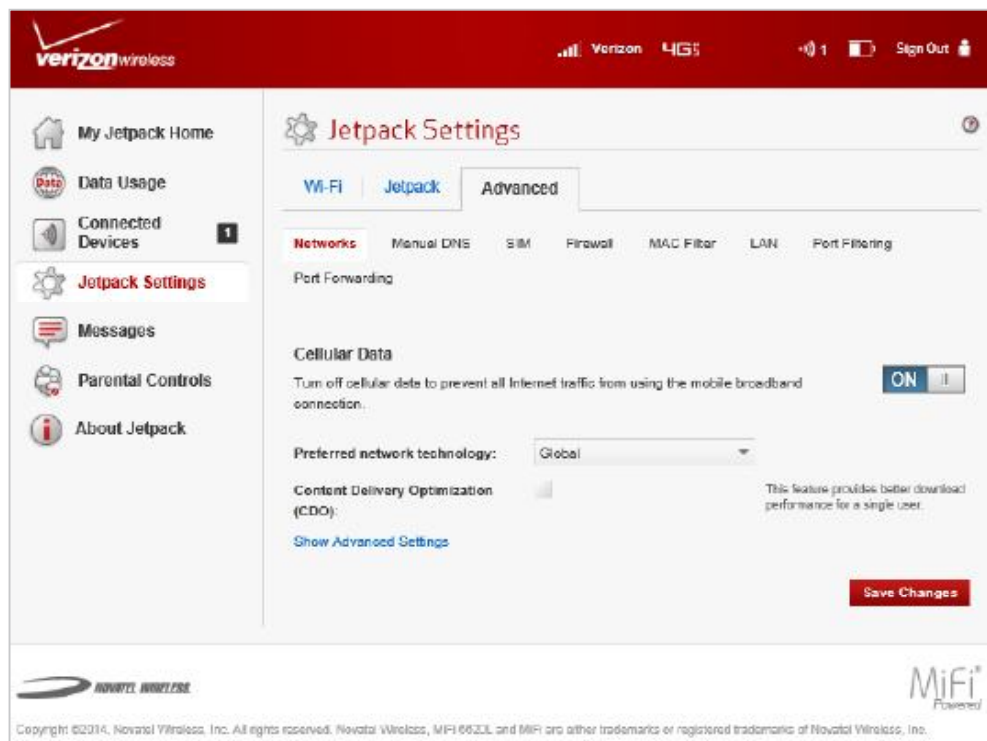 verizonwireless
Verizon 4G
1
Sign Out
My Jetpack Home
Data
Data Usage
Connected
Devices
1
Jetpack Settings
Messages
Parental Controls
About Jetpack
Jetpack Settings
?
Wi-Fi Jetpack Advanced
Networks Manual DNS SIM Firewall MAC Filter LAN Port Filtering
Port Forwarding
Cellular Data
Turn off cellular data to prevent all Internet traffic from using the mobile broadband
connection.
ON
Preferred network technology: Global
Content Delivery Optimization
(CDO):
This feature provides better download
performance for a single user.
Show Advanced Settings
Save Changes
NOVATEL WIRELESS
MiFi
Powered
Copyright ©2014, Novatel Wireless, Inc. All rights reserved. Novatel Wireless, MiFi 6620L and MiFi are either trademarks or registered trademarks of Novatel Wireless, Inc.